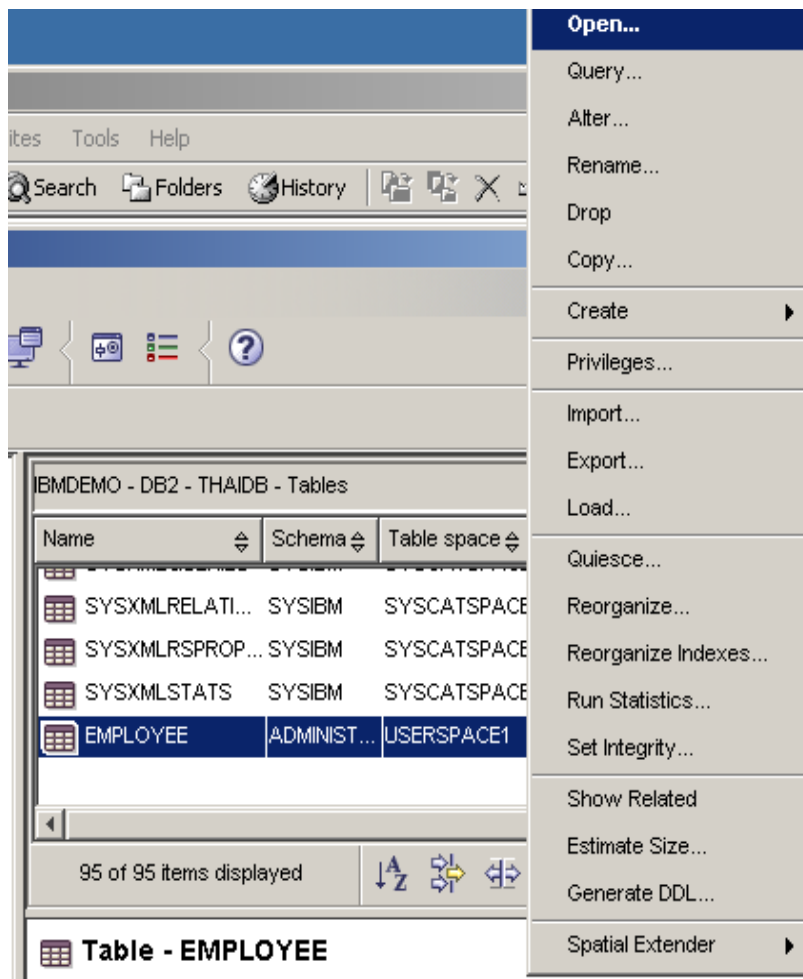 ites Tools Help
Search Folders History
IBMDEMO - DB2 - THAIDB - Tables
Name Schema Table space
SYSXMLRELATI... SYSIBM SYSCATSPACE
SYSXMLRSPROP... SYSIBM SYSCATSPACE
SYSXMLSTATS SYSIBM SYSCATSPACE
EMPLOYEE ADMINIST... USERSPACE1
95 of 95 items displayed
Table - EMPLOYEE
Open...
Query...
Alter...
Rename...
Drop
Copy...
Create
Privileges...
Import...
Export...
Load...
Quiesce...
Reorganize...
Reorganize Indexes...
Run Statistics...
Set Integrity...
Show Related
Estimate Size...
Generate DDL...
Spatial Extender